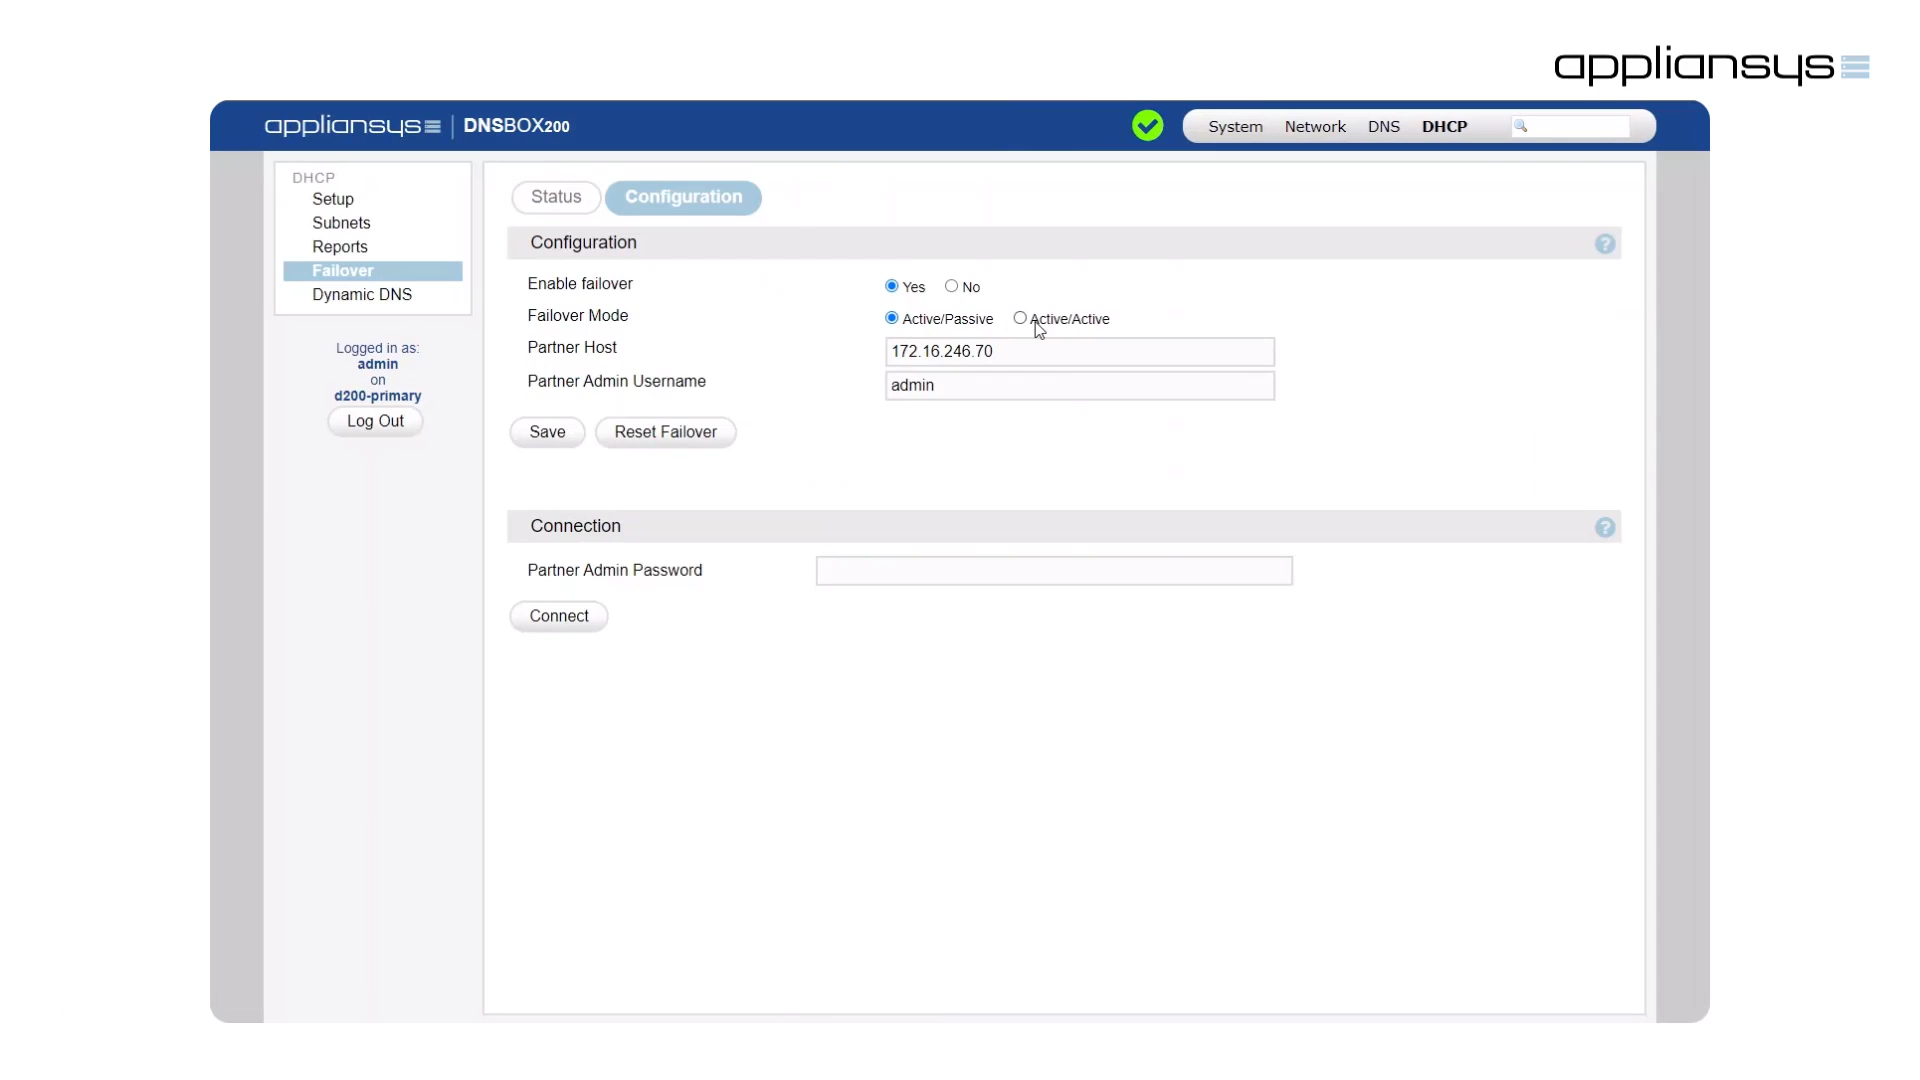 appliansys
appliansys | DNSBOX200
System Network DNS DHCP
DHCP
Setup
Subnets
Reports
Failover
Dynamic DNS
Logged in as:
admin
on
d200-primary
Log Out
Status Configuration
Configuration ?
Enable failover Yes No
Failover Mode Active/Passive Active/Active
Partner Host 172.16.246.70
Partner Admin Username admin
Save Reset Failover
Connection ?
Partner Admin Password
Connect